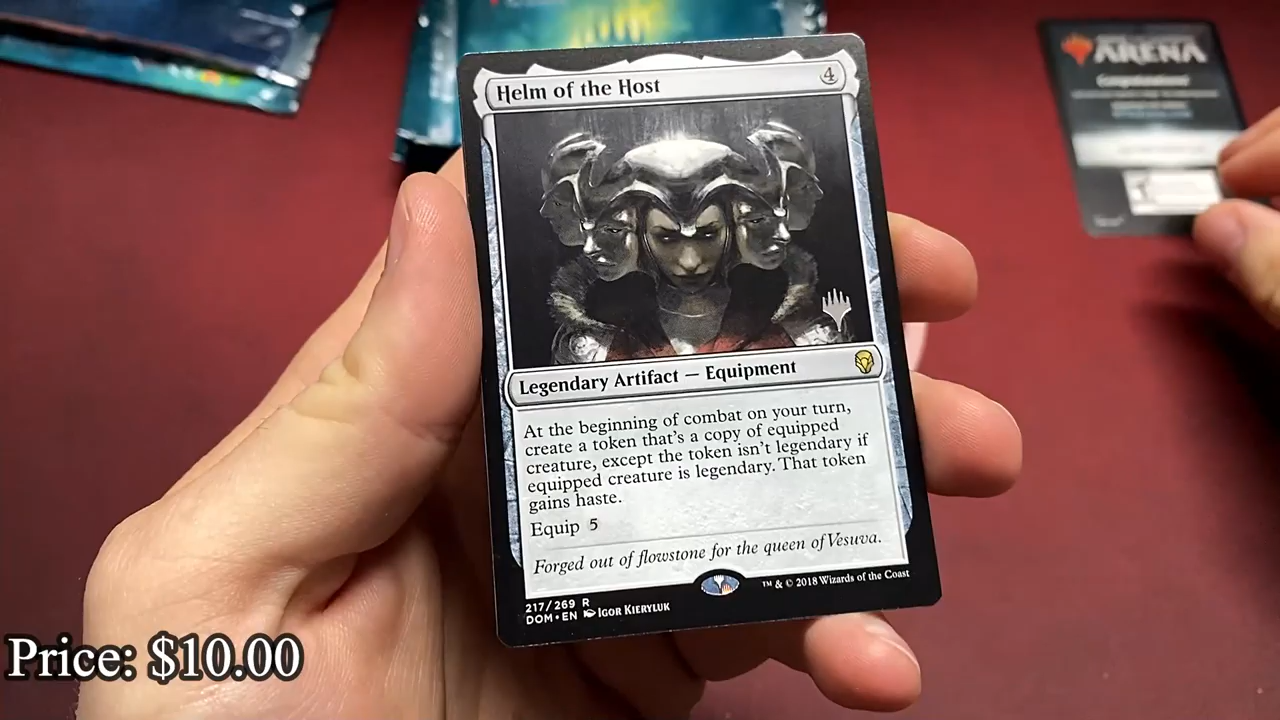 ARENA
Congratulations!
Helm of the Host
4
Legendary Artifact — Equipment
At the beginning of combat on your turn,
create a token that's a copy of equipped
creature, except the token isn't legendary if
equipped creature is legendary. That token
gains haste.
Equip 5
Forged out of flowstone for the queen of Vesuva.
217/269 R
DOM • EN IGOR KIERYLUK
™ & © 2018 Wizards of the Coast
Price: $10.00